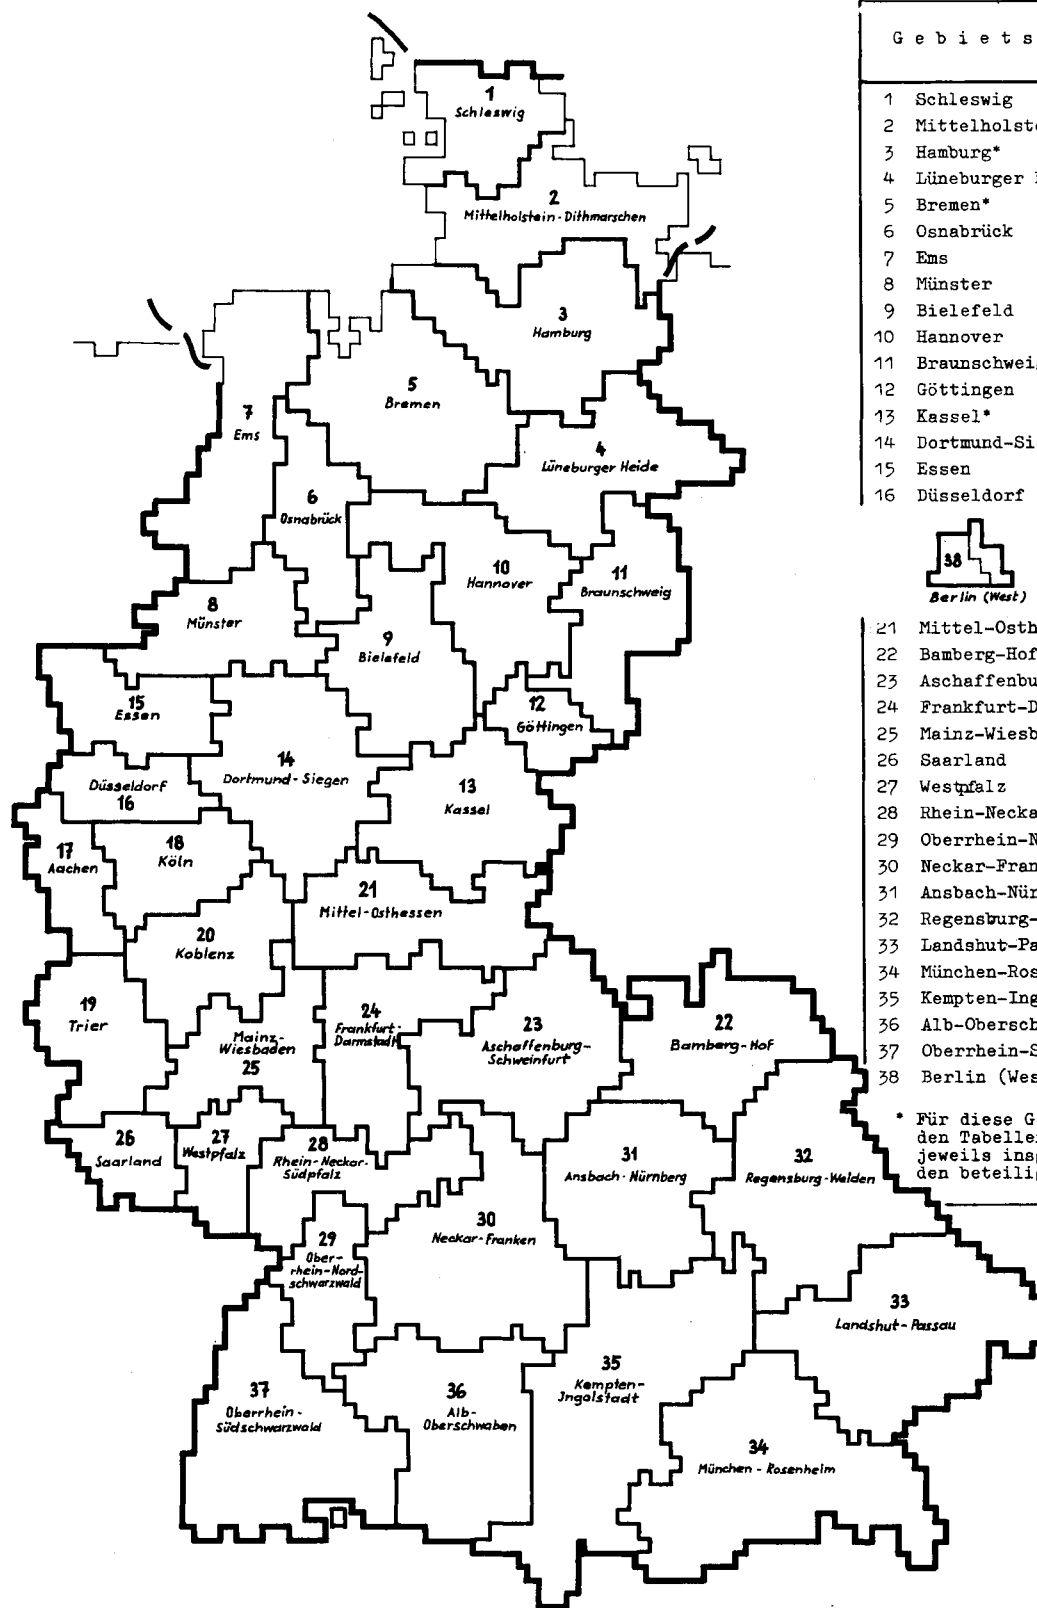 1
Schleswig
2
Mittelholstein-Dithmarschen
3
Hamburg
5
Bremen
7
Ems
4
Lüneburger Heide
6
Osnabrück
10
Hannover
11
Braunschweig
8
Münster
9
Bielefeld
15
Essen
12
Göttingen
14
Dortmund-Siegen
13
Kassel
Düsseldorf
16
17
Aachen
18
Köln
21
Mittel-Osthessen
20
Koblenz
19
Trier
24
Frankfurt-
Darmstadt
23
Aschaffenburg-
Schweinfurt
22
Bamberg-Hof
Mainz-
Wiesbaden
25
26
Saarland
27
Westpfalz
28
Rhein-Neckar-
Südpfalz
31
Ansbach-Nürnberg
32
Regensburg-Weiden
29
Ober-
rhein-Nord-
schwarzwald
30
Neckar-Franken
33
Landshut-Passau
35
Kempten-
Jngolstadt
37
Oberrhein-
Südschwarzwald
36
Alb-
Oberschwaben
34
München-Rosenheim
Gebiets
1 Schleswig
2 Mittelholst
3 Hamburg*
4 Lüneburger
5 Bremen*
6 Osnabrück
7 Ems
8 Münster
9 Bielefeld
10 Hannover
11 Braunschwei
12 Göttingen
13 Kassel*
14 Dortmund-Si
15 Essen
16 Düsseldorf
38
Berlin (West)
21 Mittel-Osth
22 Bamberg-Hof
23 Aschaffenbu
24 Frankfurt-D
25 Mainz-Wiesb
26 Saarland
27 Westpfalz
28 Rhein-Necka
29 Oberrhein-N
30 Neckar-Fran
31 Ansbach-Nür
32 Regensburg-
33 Landshut-Pa
34 München-Ros
35 Kempten-Ing
36 Alb-Obersch
37 Oberrhein-S
38 Berlin (Wes
* Für diese G
den Tabelle
jeweils ins
den beteili